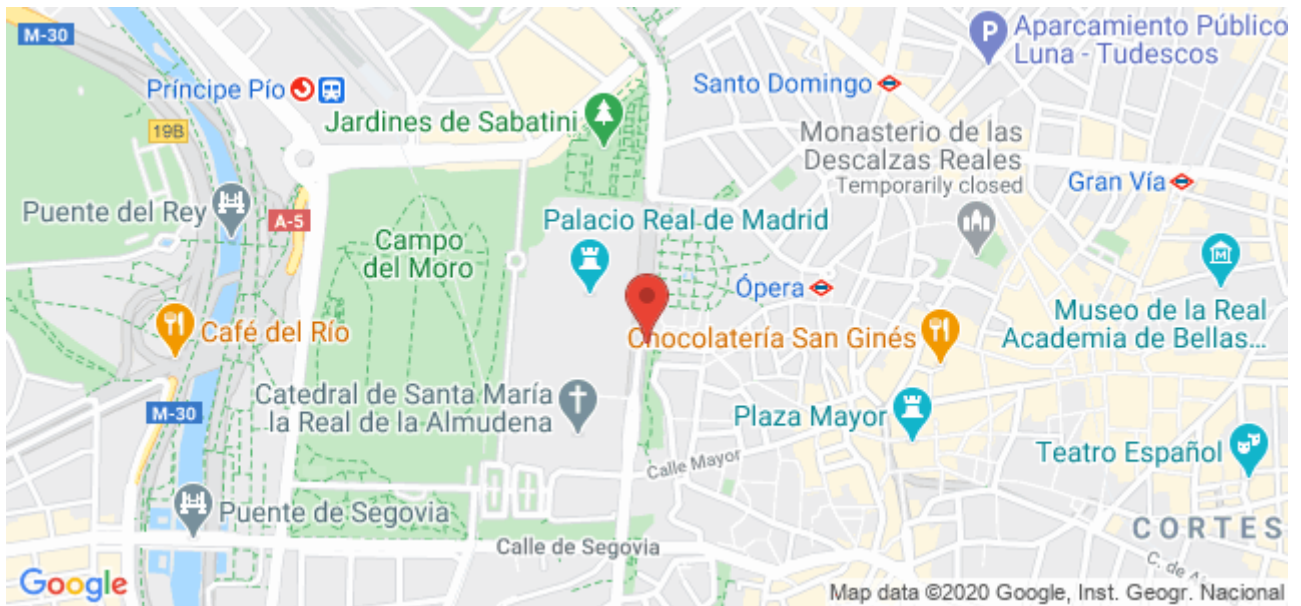 M-30
Aparcamiento Público
Luna - Tudescos
Príncipe Pío
Santo Domingo
Jardines de Sabatini
19B
Monasterio de las
Descalzas Reales
Temporarily closed
Gran Vía
Puente del Rey
A-5
Palacio Real de Madrid
Campo
del Moro
Ópera
Museo de la Real
Academia de Bellas...
Café del Río
Chocolatería San Ginés
Catedral de Santa María
la Real de la Almudena
M-30
Plaza Mayor
Teatro Español
Calle Mayor
Puente de Segovia
CORTES
Calle de Segovia
Google
Map data ©2020 Google, Inst. Geogr. Nacional